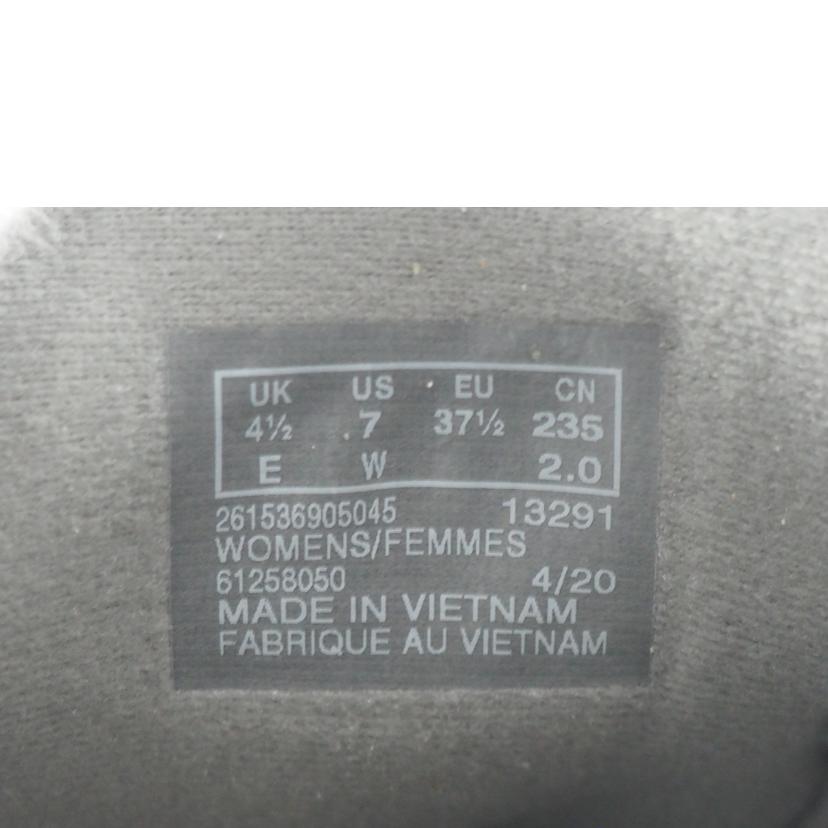 UK US EU CN
4½ 7 37½ 235
E W 2.0
261536905045 13291
WOMENS/FEMMES
61258050 4/20
MADE IN VIETNAM
FABRIQUE AU VIETNAM